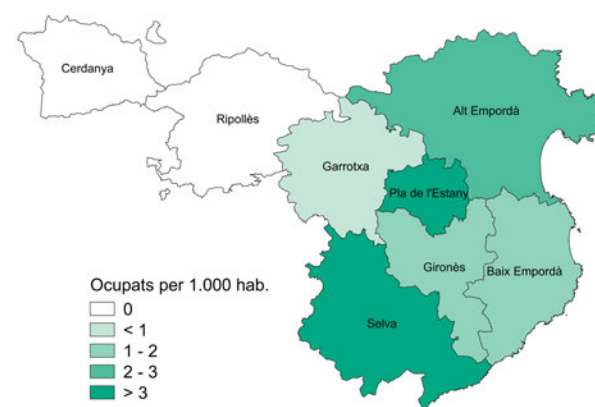 Cerdanya
Ripollès
Alt Empordà
Garrotxa
Pla de l'Estany
Gironès
Baix Empordà
Selva
Ocupats per 1.000 hab.
0
< 1
1 - 2
2 - 3
> 3